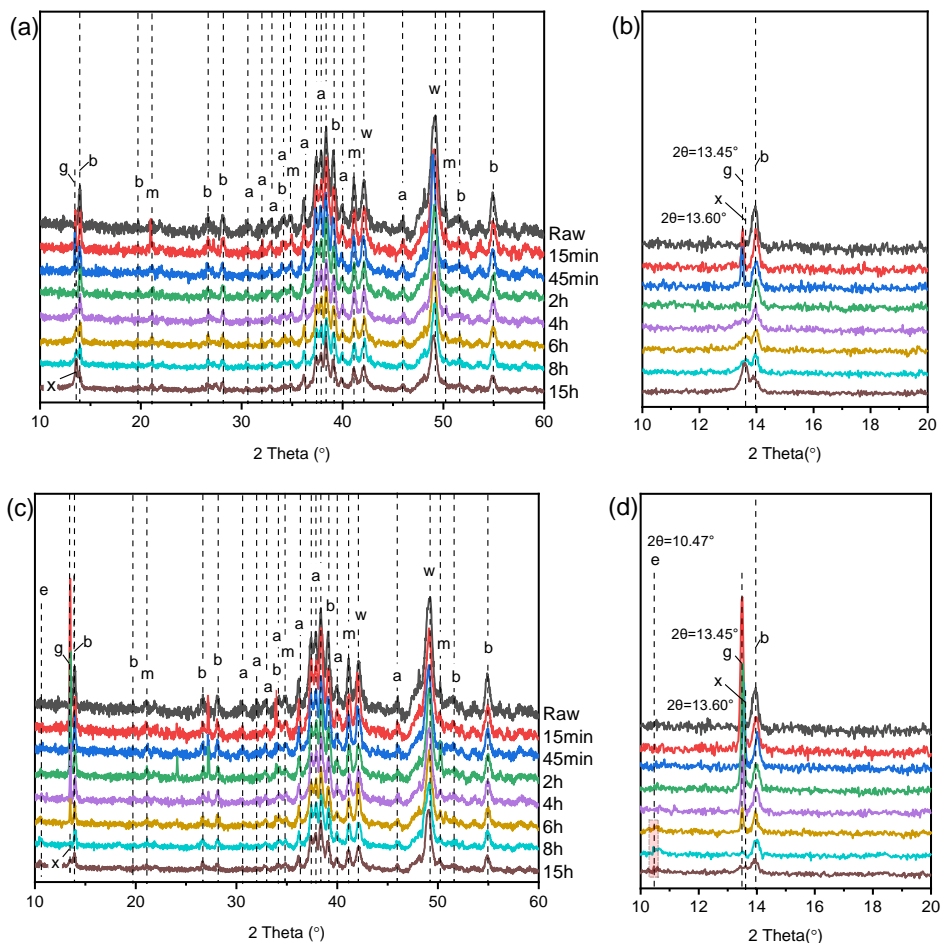 (a)
g
b
b
m
b
b
a
a
a
a
b
m
a
a
b
a
m
w
a
w
m
b
b
x
Raw
15min
45min
2h
4h
6h
8h
15h
10 20 30 40 50 60
2 Theta (°)
(b)
2θ=13.45°
g
b
x
2θ=13.60°
10 12 14 16 18 20
2 Theta(°)
(c)
e
g
b
b
m
b
b
a
a
a
a
b
m
a
a
b
a
m
w
a
w
m
b
b
x
Raw
15min
45min
2h
4h
6h
8h
15h
10 20 30 40 50 60
2 Theta (°)
(d)
2θ=10.47°
e
2θ=13.45°
g
b
x
2θ=13.60°
10 12 14 16 18 20
2 Theta(°)